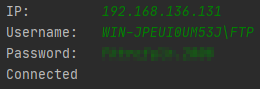 IP: 192.168.136.131
Username: WIN-JPEUI0UM53J\FTP
Password:
Connected